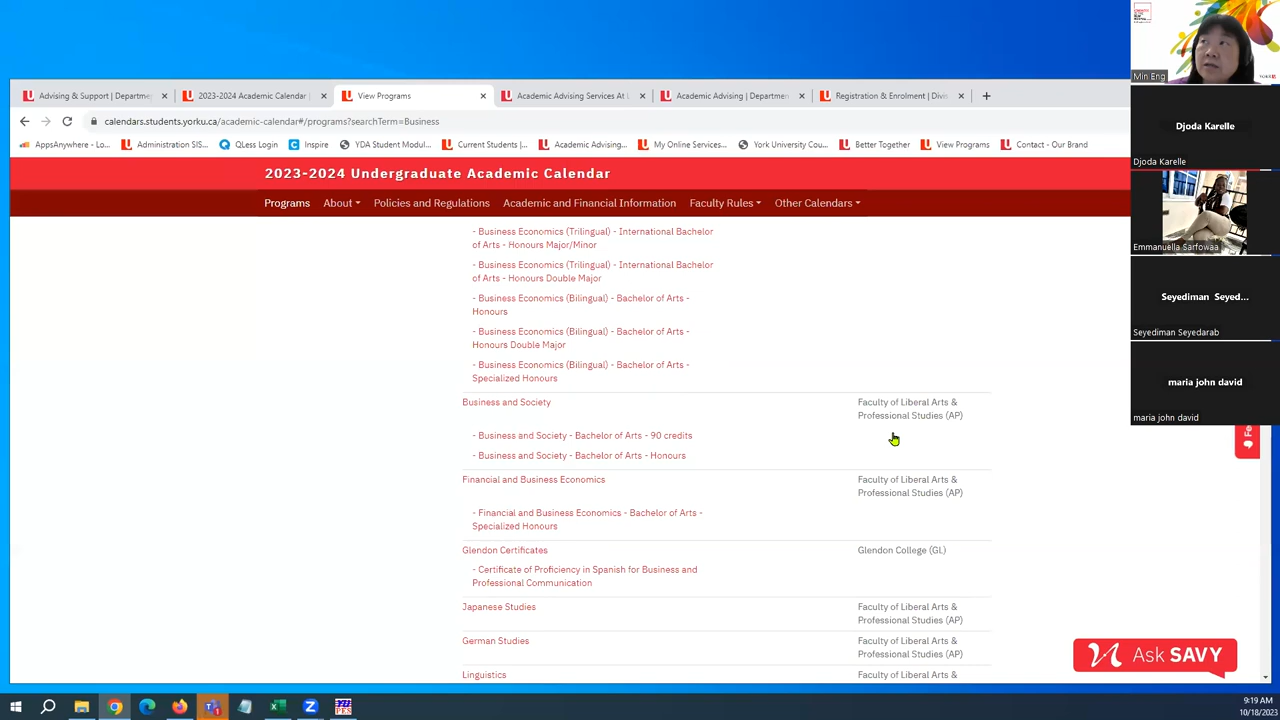 Min Eng
Djoda Karelle
Djoda Karelle
Emmanuella Sarfowaa
Seyediman Seyed...
Seyediman Seyedarab
maria john david
maria john david
Advising & Support | Departme
2023-2024 Academic Calendar |
View Programs
Academic Advising Services At
Academic Advising | Departmen
Registration & Enrolment | Divi
calendars.students.yorku.ca/academic-calendar#/programs?searchTerm=Business
AppsAnywhere - Lo...
Administration SIS...
QLess Login
Inspire
YDA Student Modul...
Current Students |...
Academic Advising...
My Online Services...
York University Cou...
Better Together
View Programs
Contact - Our Brand
2023-2024 Undergraduate Academic Calendar
Programs
About
Policies and Regulations
Academic and Financial Information
Faculty Rules
Other Calendars
- Business Economics (Trilingual) - International Bachelor
of Arts - Honours Major/Minor
- Business Economics (Trilingual) - International Bachelor
of Arts - Honours Double Major
- Business Economics (Bilingual) - Bachelor of Arts -
Honours
- Business Economics (Bilingual) - Bachelor of Arts -
Honours Double Major
- Business Economics (Bilingual) - Bachelor of Arts -
Specialized Honours
Business and Society
Faculty of Liberal Arts &
Professional Studies (AP)
- Business and Society - Bachelor of Arts - 90 credits
- Business and Society - Bachelor of Arts - Honours
Financial and Business Economics
Faculty of Liberal Arts &
Professional Studies (AP)
- Financial and Business Economics - Bachelor of Arts -
Specialized Honours
Glendon Certificates
Glendon College (GL)
- Certificate of Proficiency in Spanish for Business and
Professional Communication
Japanese Studies
Faculty of Liberal Arts &
Professional Studies (AP)
German Studies
Faculty of Liberal Arts &
Professional Studies (AP)
Linguistics
Faculty of Liberal Arts &
Ask SAVY
9:19 AM
10/18/2023